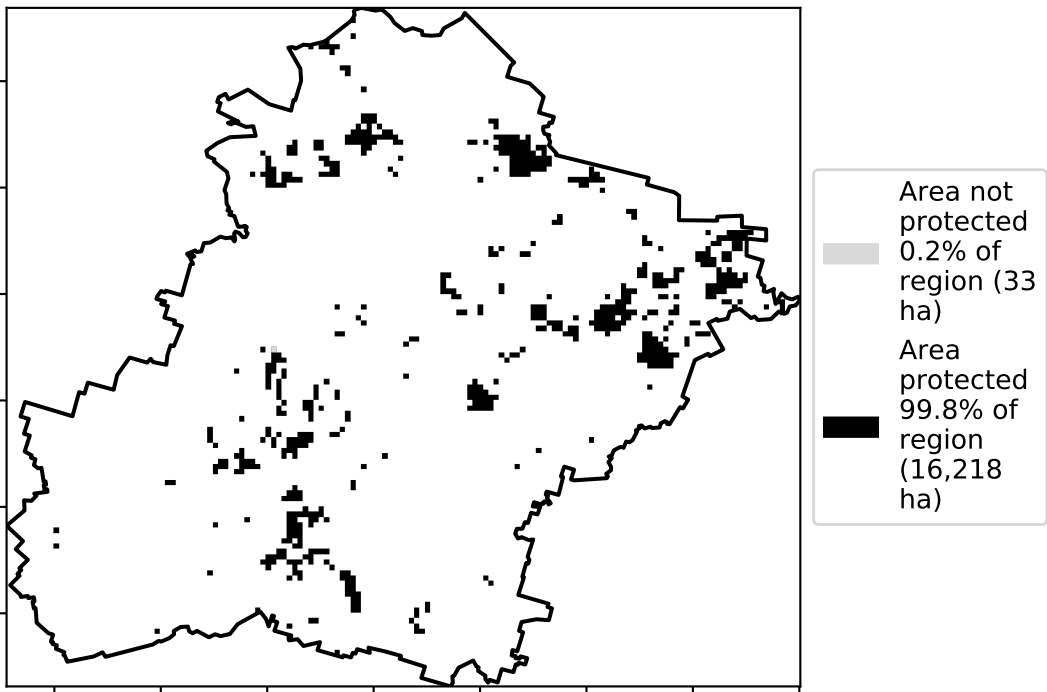 Area not
protected
0.2% of
region (33
ha)
Area
protected
99.8% of
region
(16,218
ha)